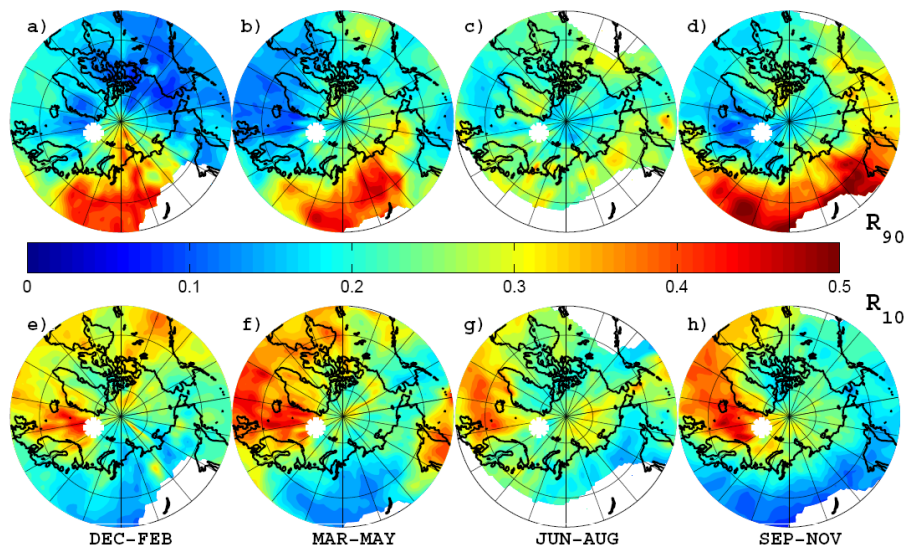 a) b) c) d)
R90
0 0.1 0.2 0.3 0.4 0.5
R10
e) f) g) h)
DEC-FEB MAR-MAY JUN-AUG SEP-NOV